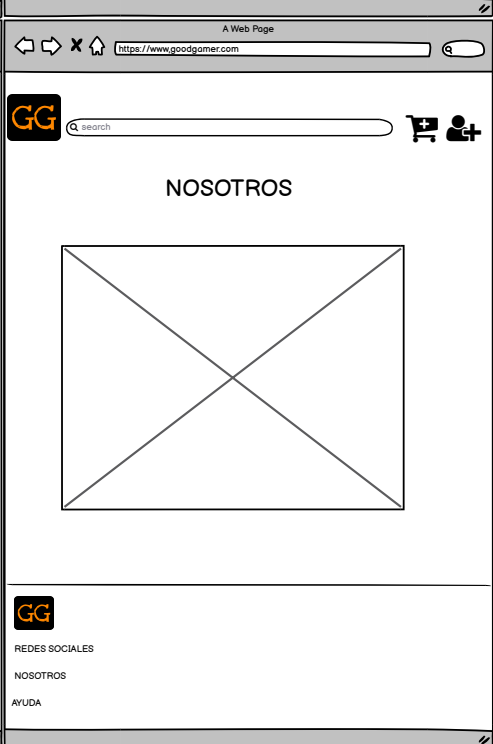 A Web Page
https://www.goodgamer.com
GG
search
NOSOTROS
GG
REDES SOCIALES
NOSOTROS
AYUDA